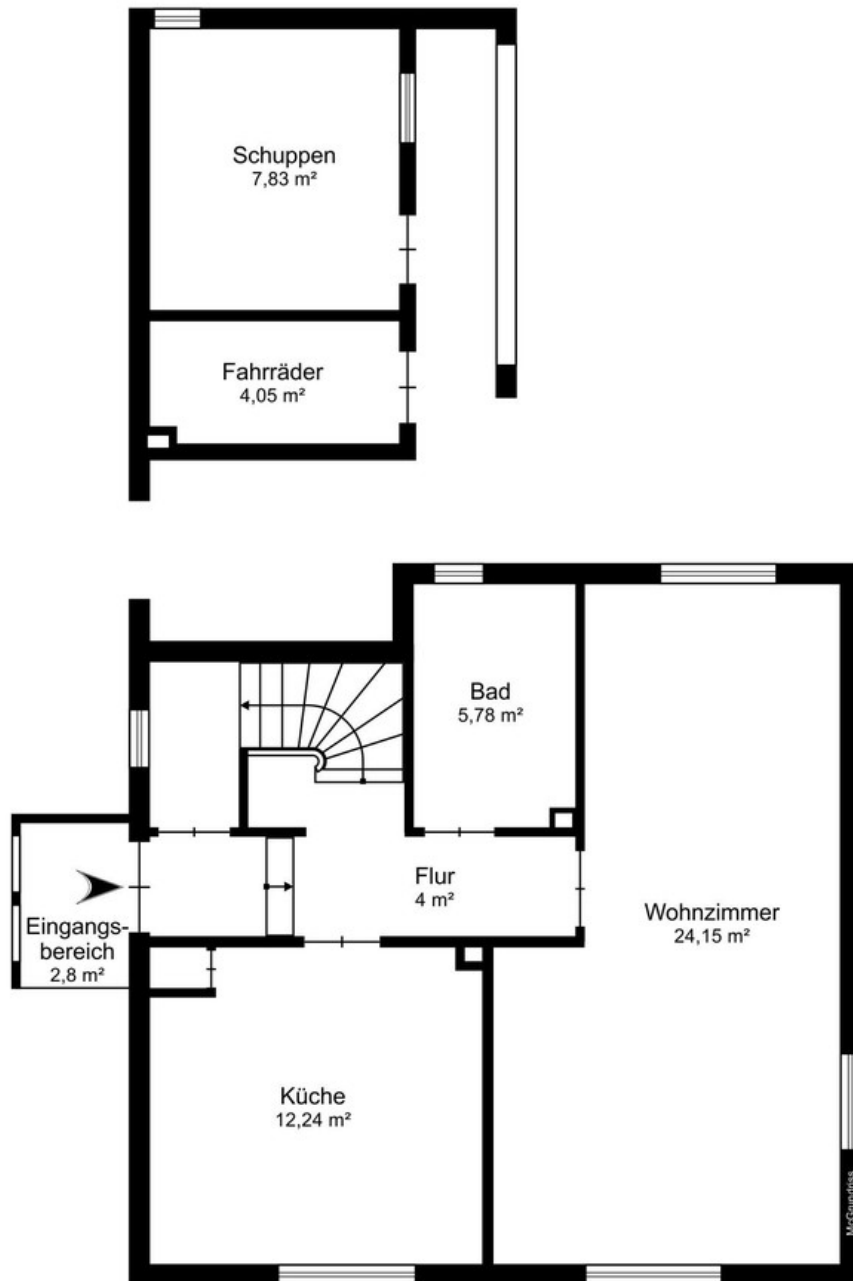 Schuppen
7,83 m²
Fahrräder
4,05 m²
Bad
5,78 m²
Flur
4 m²
Eingangs-
bereich
2,8 m²
Wohnzimmer
24,15 m²
Küche
12,24 m²
McGrundriss